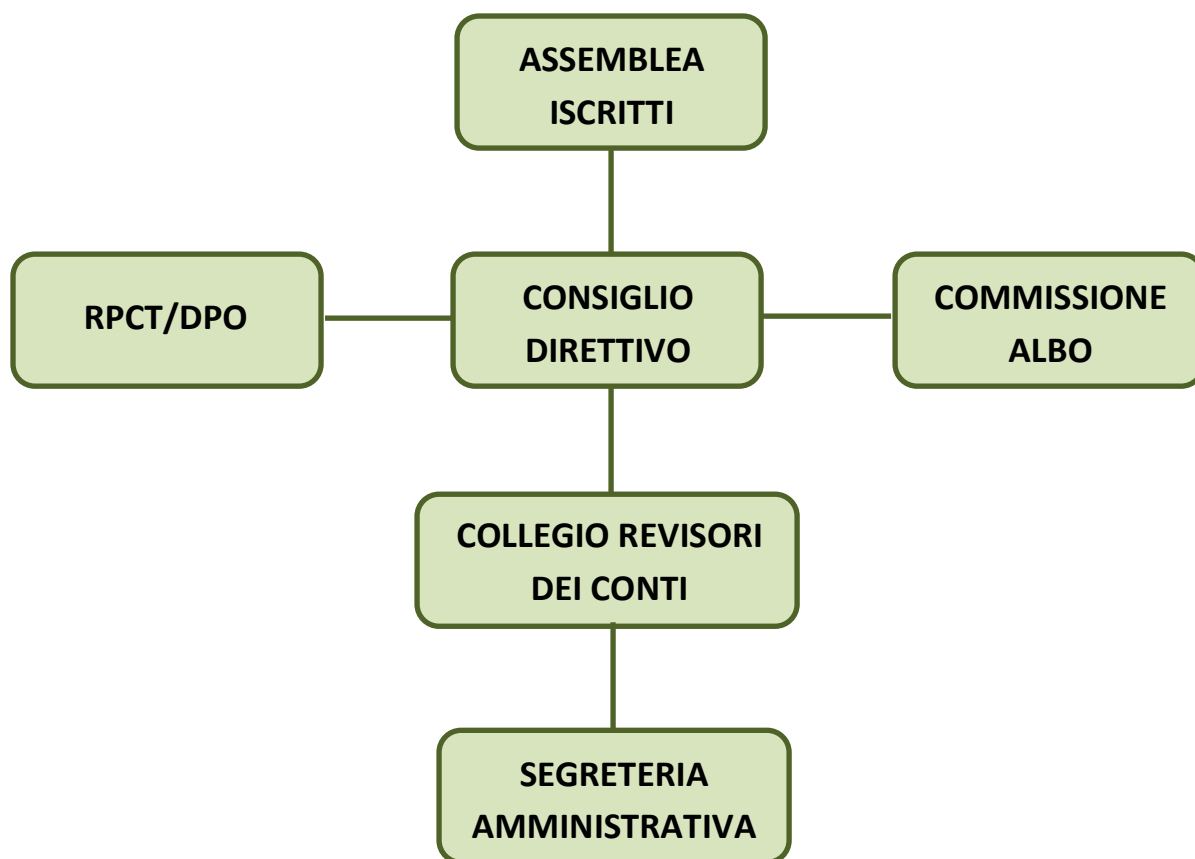 ASSEMBLEA
ISCRITTI
RPCT/DPO
CONSIGLIO
DIRETTIVO
COMMISSIONE
ALBO
COLLEGIO REVISORI
DEI CONTI
SEGRETERIA
AMMINISTRATIVA